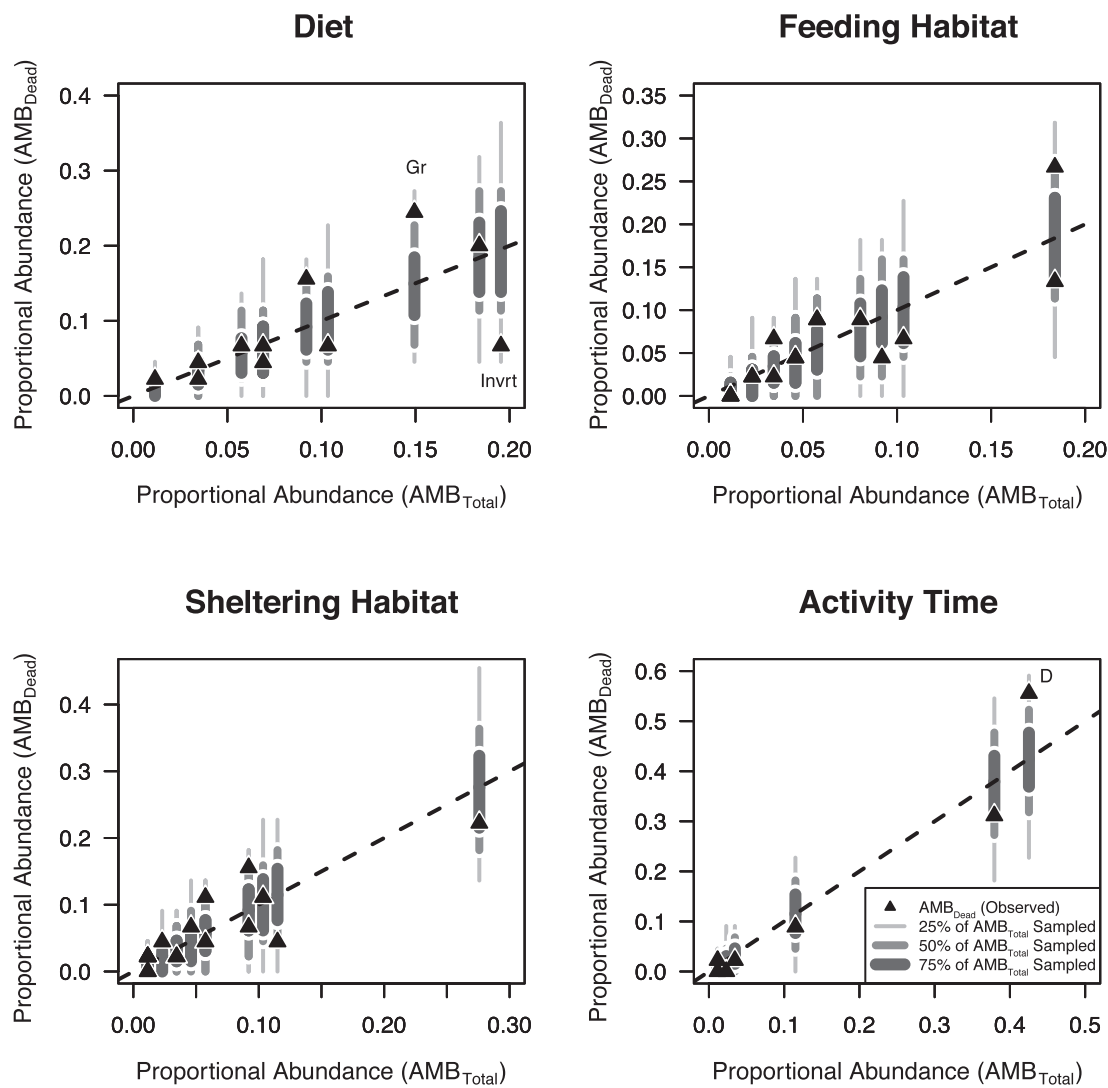 Diet
Proportional Abundance (AMBDead)
0.4
0.3
0.2
0.1
0.0
Gr
Invrt
0.00 0.05 0.10 0.15 0.20
Proportional Abundance (AMBTotal)
Feeding Habitat
Proportional Abundance (AMBDead)
0.35
0.30
0.25
0.20
0.15
0.10
0.05
0.00
0.00 0.05 0.10 0.15 0.20
Proportional Abundance (AMBTotal)
Sheltering Habitat
Proportional Abundance (AMBDead)
0.4
0.3
0.2
0.1
0.0
0.00 0.10 0.20 0.30
Proportional Abundance (AMBTotal)
Activity Time
Proportional Abundance (AMBDead)
0.6
0.5
0.4
0.3
0.2
0.1
0.0
D
AMBDead (Observed)
25% of AMBTotal Sampled
50% of AMBTotal Sampled
75% of AMBTotal Sampled
0.0 0.1 0.2 0.3 0.4 0.5
Proportional Abundance (AMBTotal)